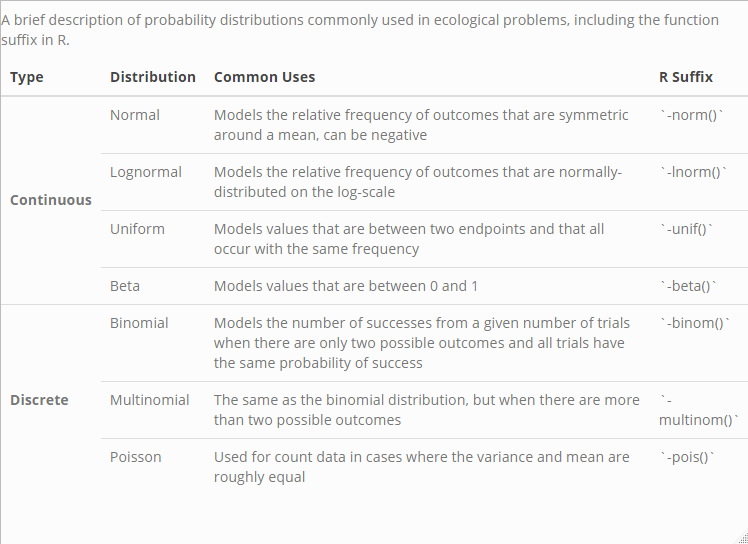 A brief description of probability distributions commonly used in ecological problems, including the function
suffix in R.
Type Distribution Common Uses R Suffix
Continuous
Normal Models the relative frequency of outcomes that are symmetric `-norm()`
around a mean, can be negative
Lognormal Models the relative frequency of outcomes that are normally- `-lnorm()`
distributed on the log-scale
Uniform Models values that are between two endpoints and that all `-unif()`
occur with the same frequency
Beta Models values that are between 0 and 1 `-beta()`
Discrete
Binomial Models the number of successes from a given number of trials `-binom()`
when there are only two possible outcomes and all trials have
the same probability of success
Multinomial The same as the binomial distribution, but when there are more `-
than two possible outcomes multinom()`
Poisson Used for count data in cases where the variance and mean are `-pois()`
roughly equal